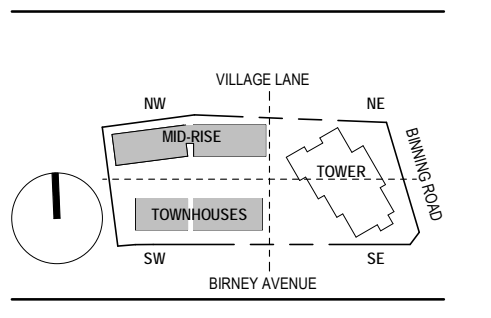 VILLAGE LANE
NW
NE
MID-RISE
BINNING ROAD
TOWER
TOWNHOUSES
SW
SE
BIRNEY AVENUE